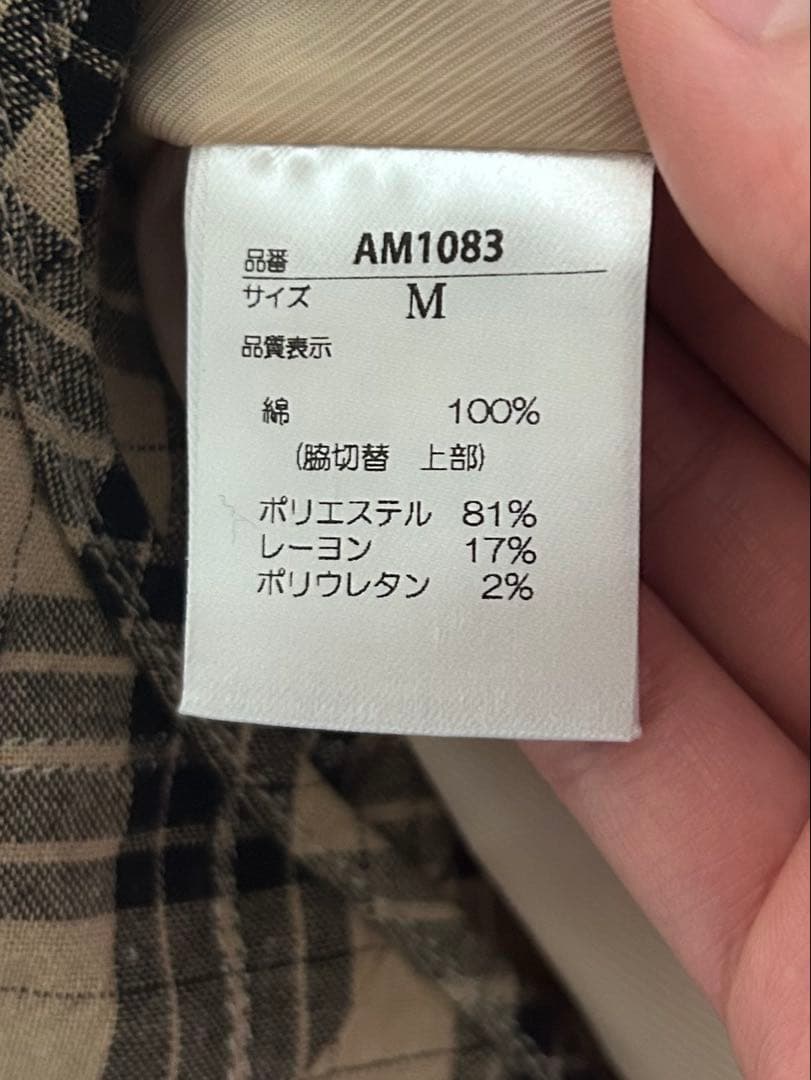 品番 AM1083
サイズ M
品質表示
綿 100%
(脇切替 上部)
ポリエステル 81%
レーヨン 17%
ポリウレタン 2%